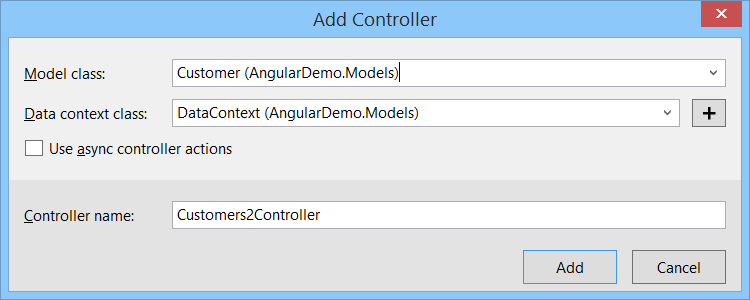 Add Controller
Model class: Customer (AngularDemo.Models)
Data context class: DataContext (AngularDemo.Models)
Use async controller actions
Controller name: Customers2Controller
Add Cancel